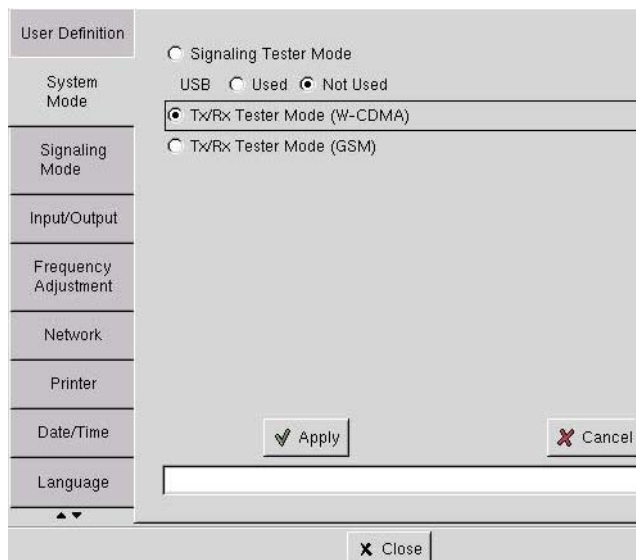 User Definition
System
Mode
Signaling
Mode
Input/Output
Frequency
Adjustment
Network
Printer
Date/Time
Language
Signaling Tester Mode
USB Used Not Used
Tx/Rx Tester Mode (W-CDMA)
Tx/Rx Tester Mode (GSM)
Apply
Cancel
Close